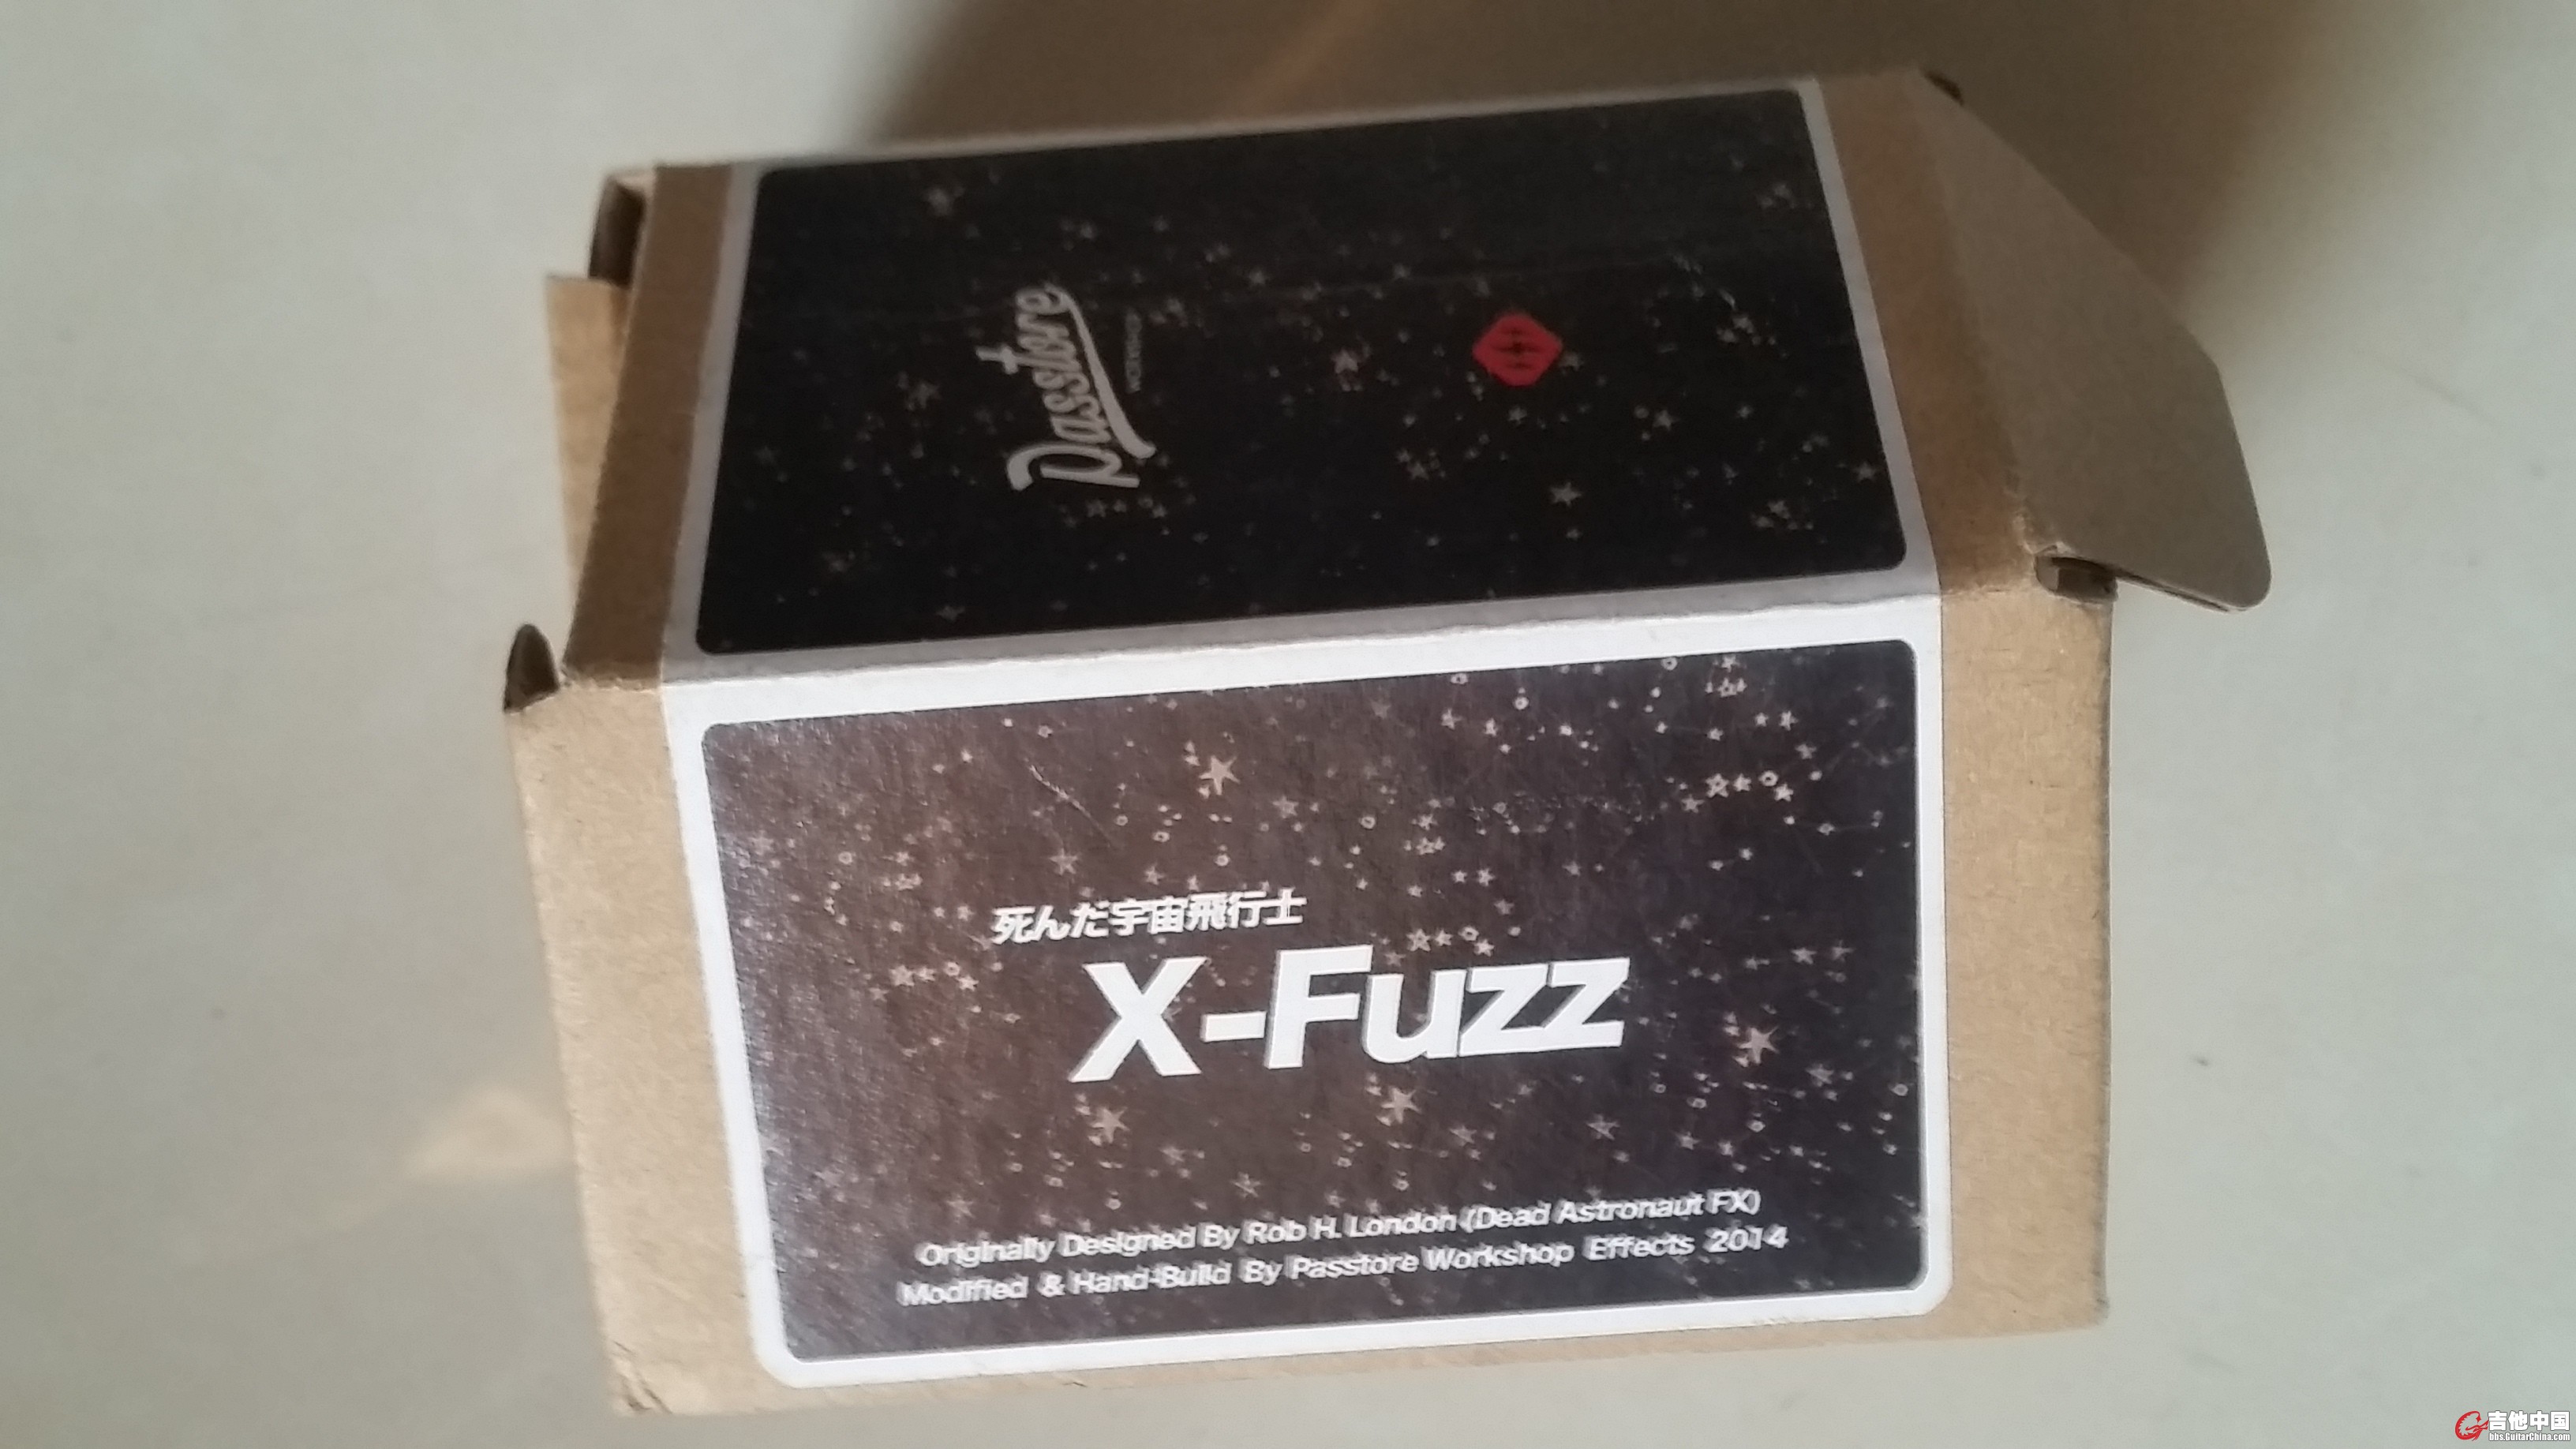 Passtore
WORKSHOP
死んだ宇宙飛行士
X-Fuzz
Originally Designed By Rob H. London (Dead Astronaut FX)
Modified & Hand-Build By Passtore Workshop Effects 2014
吉他中国
bbs.GuitarChina.com